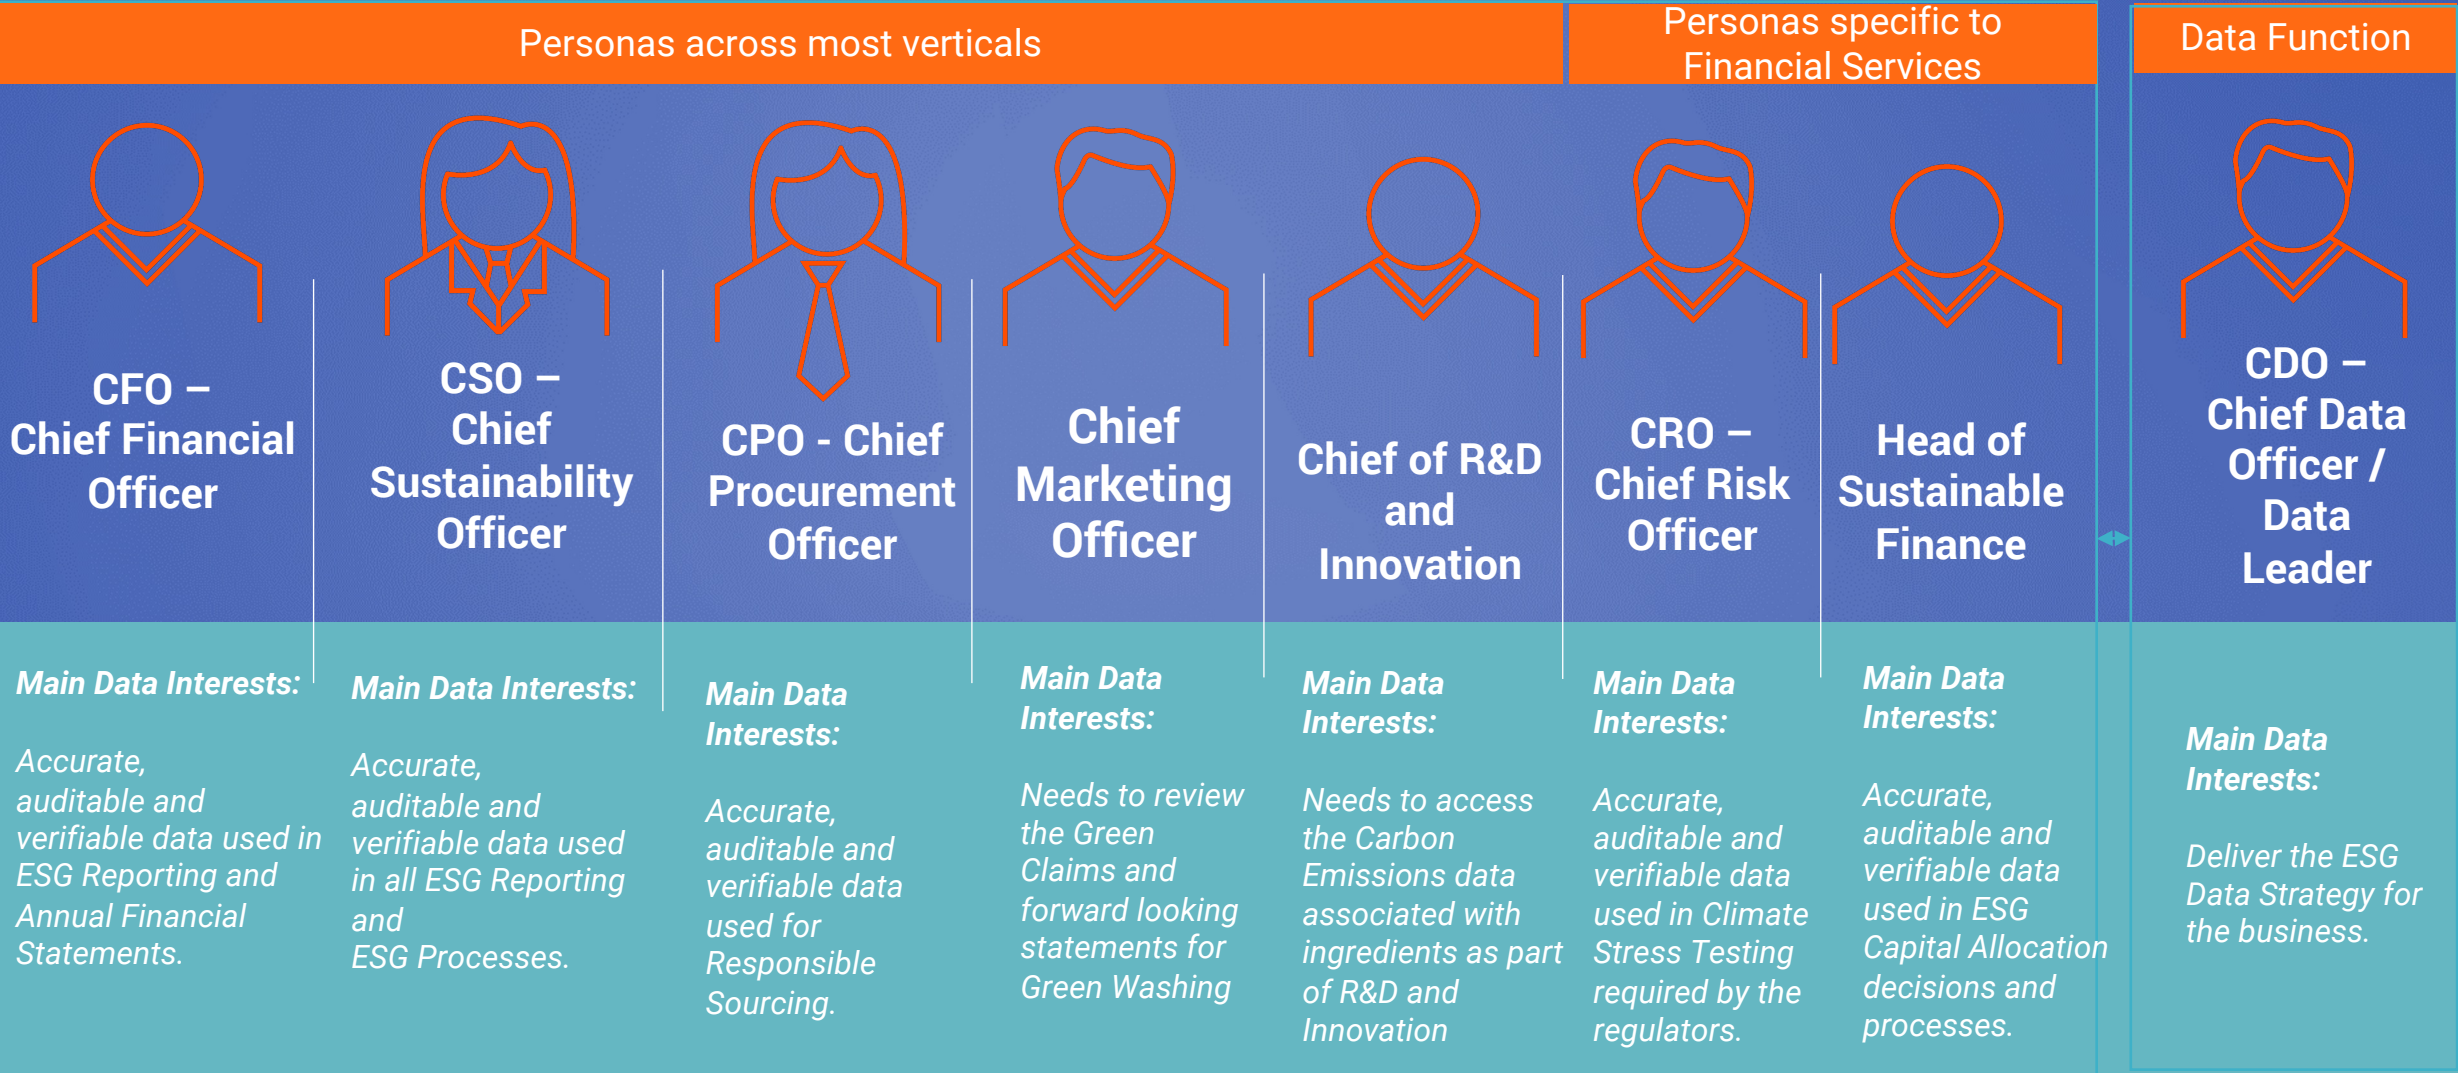 Personas across most verticals
Personas specific to
Financial Services
Data Function
CFO –
Chief Financial
Officer
CSO –
Chief
Sustainability
Officer
CPO - Chief
Procurement
Officer
Chief
Marketing
Officer
Chief of R&D
and
Innovation
CRO –
Chief Risk
Officer
Head of
Sustainable
Finance
CDO –
Chief Data
Officer /
Data
Leader
Main Data Interests:
Accurate,
auditable and
verifiable data used in
ESG Reporting and
Annual Financial
Statements.
Main Data Interests:
Accurate,
auditable and
verifiable data used
in all ESG Reporting
and
ESG Processes.
Main Data
Interests:
Accurate,
auditable and
verifiable data
used for
Responsible
Sourcing.
Main Data
Interests:
Needs to review
the Green
Claims and
forward looking
statements for
Green Washing
Main Data
Interests:
Needs to access
the Carbon
Emissions data
associated with
ingredients as part
of R&D and
Innovation
Main Data
Interests:
Accurate,
auditable and
verifiable data
used in Climate
Stress Testing
required by the
regulators.
Main Data
Interests:
Accurate,
auditable and
verifiable data
used in ESG
Capital Allocation
decisions and
processes.
Main Data
Interests:
Deliver the ESG
Data Strategy for
the business.